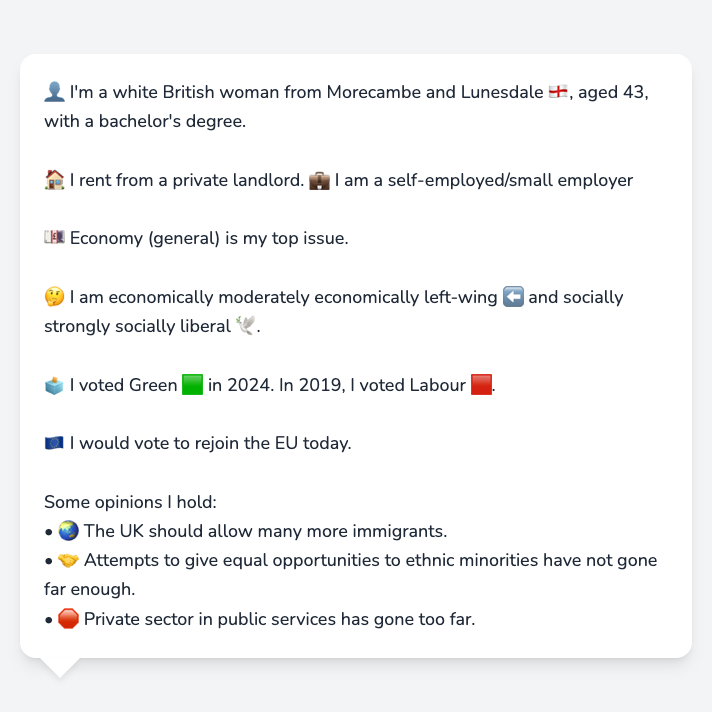 👤 I'm a white British woman from Morecambe and Lunesdale 🏴󠁧󠁢󠁥󠁮󠁧󠁿, aged 43,
with a bachelor's degree.
🏠 I rent from a private landlord. 💼 I am a self-employed/small employer
💷 Economy (general) is my top issue.
🤔 I am economically moderately economically left-wing ⬅️ and socially
strongly socially liberal 🕊️.
🗳️ I voted Green 🟩 in 2024. In 2019, I voted Labour 🟥.
🇪🇺 I would vote to rejoin the EU today.
Some opinions I hold:
• 🌏 The UK should allow many more immigrants.
• 🤝 Attempts to give equal opportunities to ethnic minorities have not gone
far enough.
• 🛑 Private sector in public services has gone too far.